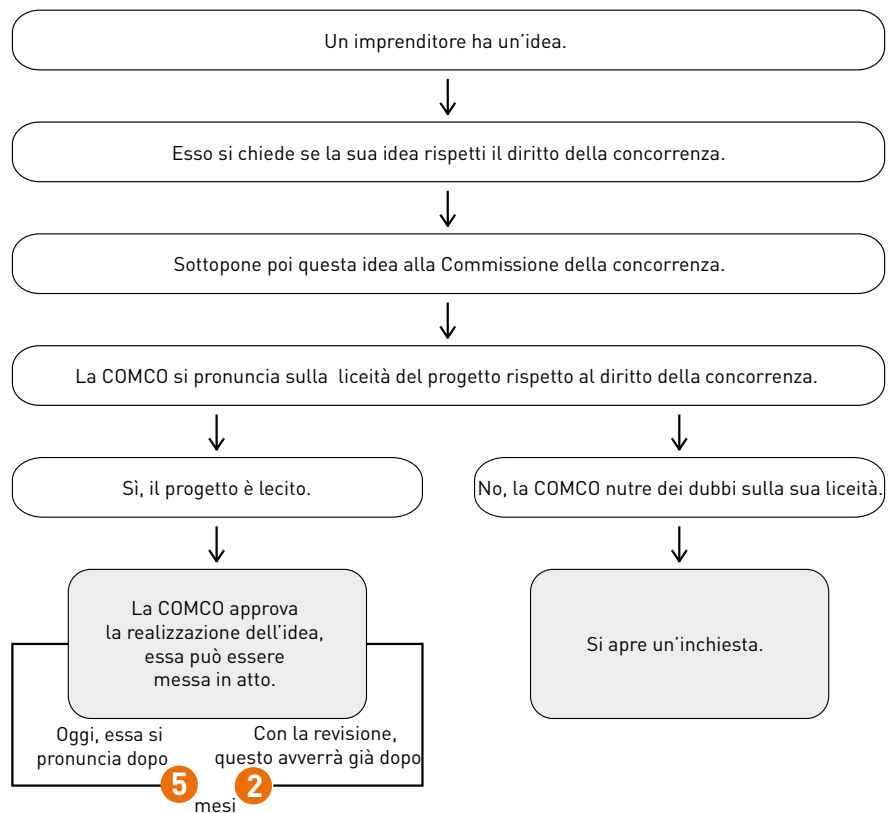 Un imprenditore ha un'idea.
Esso si chiede se la sua idea rispetti il diritto della concorrenza.
Sottopone poi questa idea alla Commissione della concorrenza.
La COMCO si pronuncia sulla liceità del progetto rispetto al diritto della concorrenza.
Sì, il progetto è lecito.
No, la COMCO nutre dei dubbi sulla sua liceità.
La COMCO approva
la realizzazione dell'idea,
essa può essere
messa in atto.
Si apre un'inchiesta.
Oggi, essa si
pronuncia dopo
5
Con la revisione,
questo avverrà già dopo
2
mesi